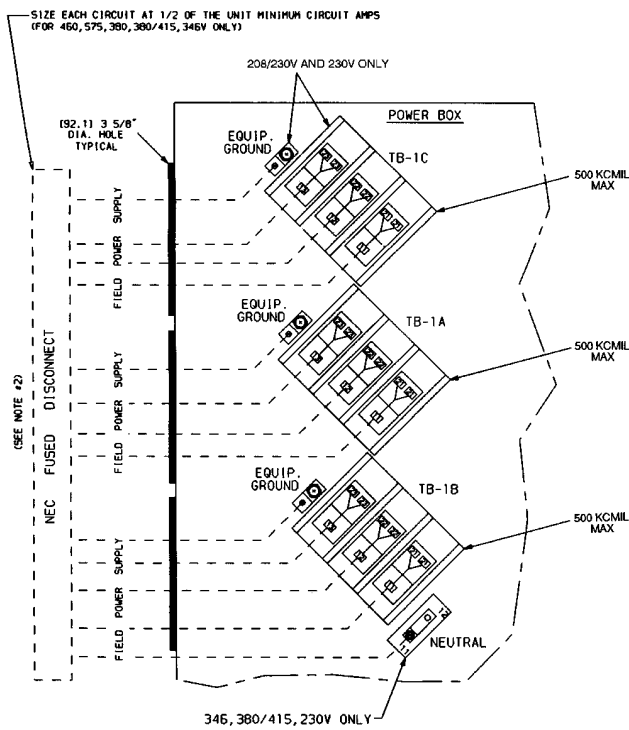 SIZE EACH CIRCUIT AT 1/2 OF THE UNIT MINIMUM CIRCUIT AMPS
(FOR 460,575,380,380/415,346V ONLY)
208/230V AND 230V ONLY
POWER BOX
[92.1] 3 5/8"
DIA. HOLE
TYPICAL
EQUIP.
GROUND
TB-1C
500 KCMIL
MAX
FIELD POWER SUPPLY
EQUIP.
GROUND
TB-1A
500 KCMIL
MAX
FIELD POWER SUPPLY
(SEE NOTE #2)
NEC FUSED DISCONNECT
EQUIP.
GROUND
TB-1B
500 KCMIL
MAX
FIELD POWER SUPPLY
11
12
NEUTRAL
346,380/415,230V ONLY